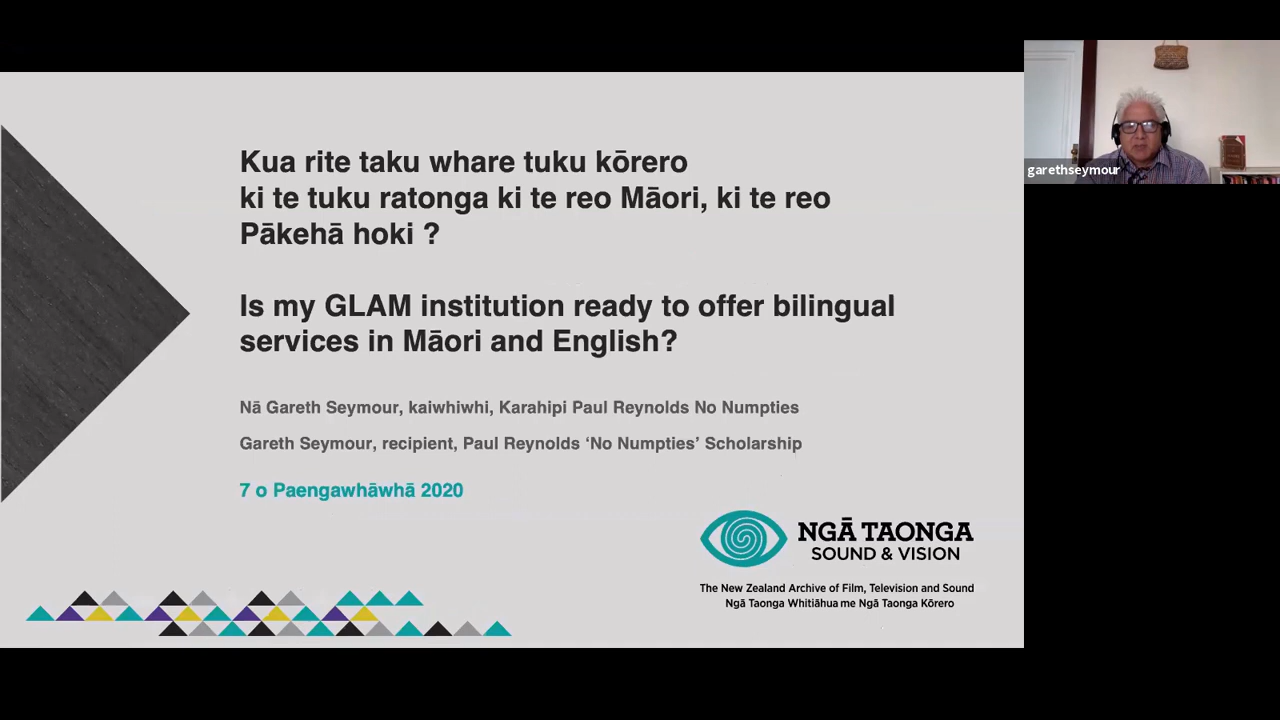 Kua rite taku whare tuku kōrero
ki te tuku ratonga ki te reo Māori, ki te reo
Pākehā hoki ?
Is my GLAM institution ready to offer bilingual
services in Māori and English?
Nā Gareth Seymour, kaiwhiwhi, Karahipi Paul Reynolds No Numpties
Gareth Seymour, recipient, Paul Reynolds ‘No Numpties’ Scholarship
7 o Paengawhāwhā 2020
NGĀ TAONGA
SOUND & VISION
The New Zealand Archive of Film, Television and Sound
Ngā Taonga Whitiāhua me Ngā Taonga Kōrero
garethseymour